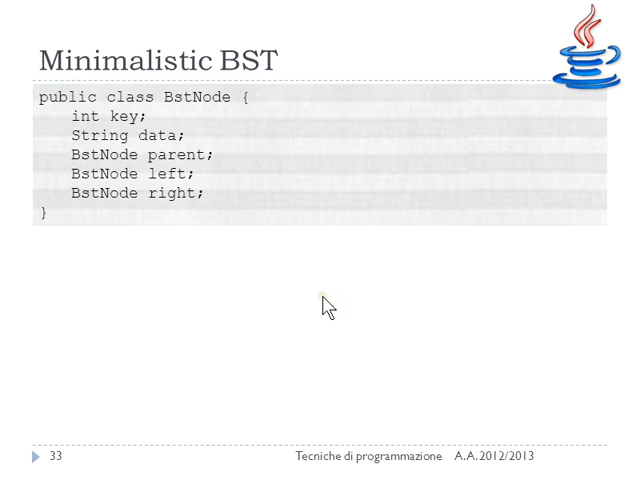 Minimalistic BST
public class BstNode {
int key;
String data;
BstNode parent;
BstNode left;
BstNode right;
}
33
Tecniche di programmazione A.A. 2012/2013